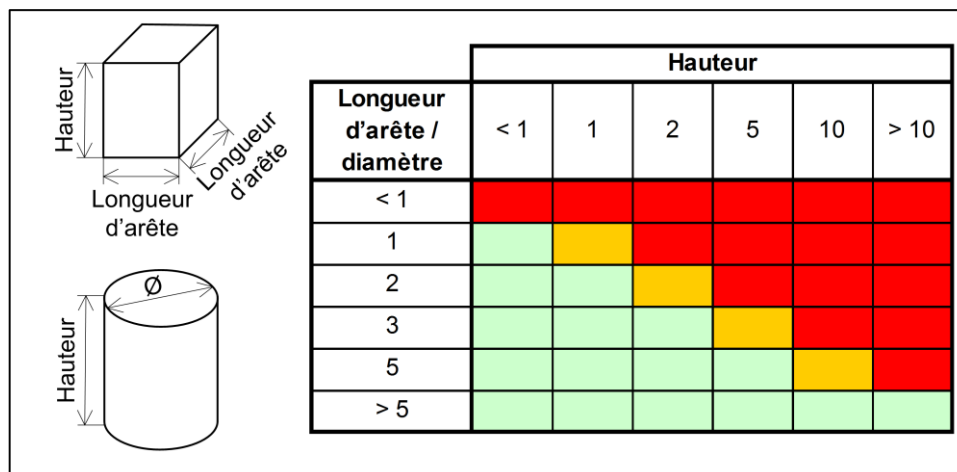 Hauteur
Longueur
d'arête
Longueur
d'arête
Ø
Hauteur
Hauteur
Longueur
d'arête /
diamètre
< 1 1 2 5 10 > 10
< 1
1
2
3
5
> 5